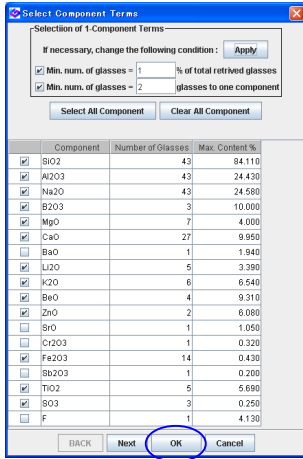 Select Component Terms
Selectiion of 1-Component Terms
If necessary, change the following condition : Apply
Min. num. of glasses = 1 % of total retrived glasses
Min. num. of glasses = 2 glasses to one component
Select All Component Clear All Component
Component Number of Glasses Max. Content %
SiO2 43 84.110
Al2O3 43 24.430
Na2O 43 24.580
B2O3 3 10.000
MgO 7 4.000
CaO 27 9.950
BaO 1 1.940
Li2O 5 3.390
K2O 6 6.540
BeO 4 9.310
ZnO 2 6.080
SrO 1 1.050
Cr2O3 1 0.320
Fe2O3 14 0.430
Sb2O3 1 0.200
TiO2 5 5.690
SO3 3 0.250
F 1 4.130
BACK Next OK Cancel